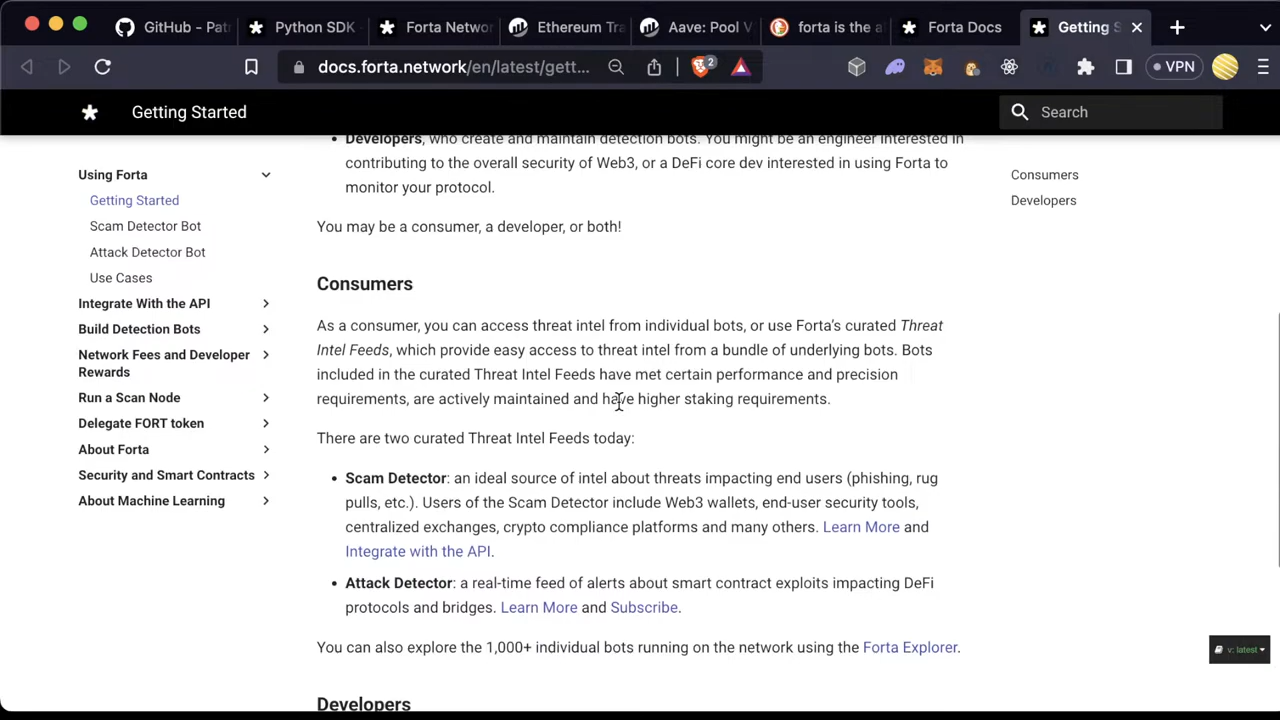 GitHub - Patr
Python SDK -
Forta Networ
Ethereum Tra
Aave: Pool V
forta is the a
Forta Docs
Getting S
docs.forta.network/en/latest/gett...
2
VPN
Getting Started
Search
Using Forta
Getting Started
Scam Detector Bot
Attack Detector Bot
Use Cases
Integrate With the API
Build Detection Bots
Network Fees and Developer
Rewards
Run a Scan Node
Delegate FORT token
About Forta
Security and Smart Contracts
About Machine Learning
• Developers, who create and maintain detection bots. You might be an engineer interested in
contributing to the overall security of Web3, or a DeFi core dev interested in using Forta to
monitor your protocol.
You may be a consumer, a developer, or both!
Consumers
As a consumer, you can access threat intel from individual bots, or use Forta's curated Threat
Intel Feeds, which provide easy access to threat intel from a bundle of underlying bots. Bots
included in the curated Threat Intel Feeds have met certain performance and precision
requirements, are actively maintained and have higher staking requirements.
There are two curated Threat Intel Feeds today:
• Scam Detector: an ideal source of intel about threats impacting end users (phishing, rug
pulls, etc.). Users of the Scam Detector include Web3 wallets, end-user security tools,
centralized exchanges, crypto compliance platforms and many others. Learn More and
Integrate with the API.
• Attack Detector: a real-time feed of alerts about smart contract exploits impacting DeFi
protocols and bridges. Learn More and Subscribe.
You can also explore the 1,000+ individual bots running on the network using the Forta Explorer.
Developers
Consumers
Developers
v: latest